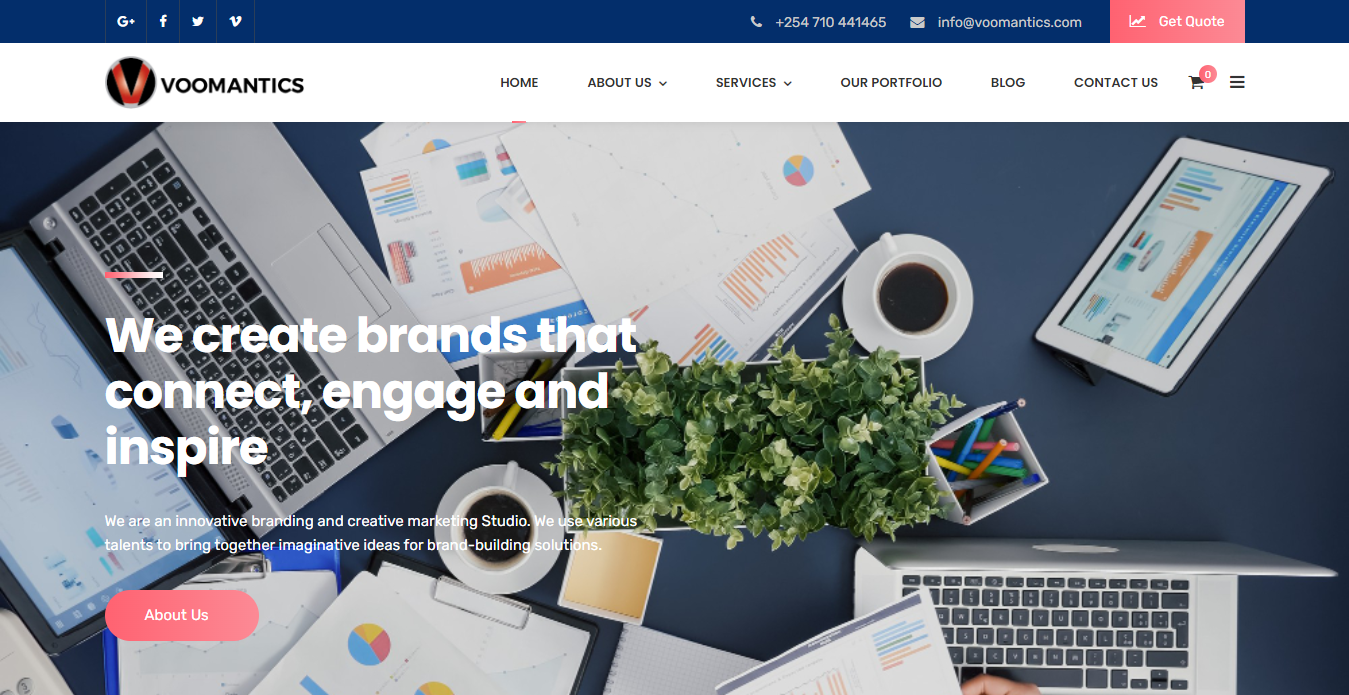 +254 710 441465 info@voomantics.com Get Quote
VOOMANTICS HOME ABOUT US SERVICES OUR PORTFOLIO BLOG CONTACT US 0
We create brands that
connect, engage and
inspire
We are an innovative branding and creative marketing Studio. We use various
talents to bring together imaginative ideas for brand-building solutions.
About Us